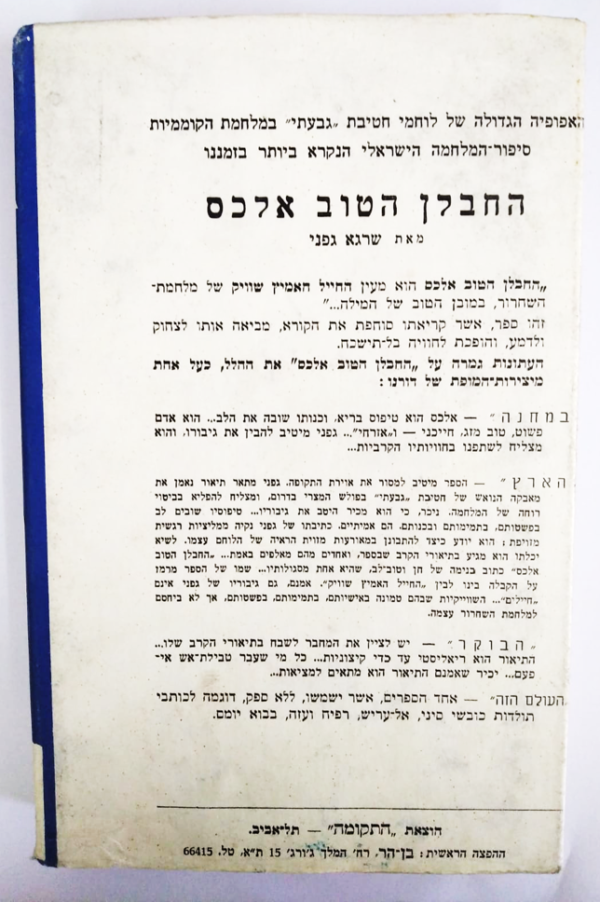 האפופיה הגדולה של לוחמי חטיבת „גבעתי״ במלחמת הקוממיות
סיפור־המלחמה הישראלי הנקרא ביותר בזמננו
החבלן הטוב אלכס
מאת שרגא גפני
„החבלן הטוב אלכס הוא מעין החייל האמיץ שוויק של מלחמת־
השחרור, במובן הטוב של המילה...״
זהו ספר, אשר קריאתו סוחפת את הקורא, מביאה אותו לצחוק
ולדמע, והופכת לחוויה בל־תישכח.
העתונות גמרה על „החבלן הטוב אלכס״ את ההלל, כעל אחת
מיצירות־המופת של דורנו:
במחנה״ — אלכס הוא טיפוס בריא, וכנותו שובה את הלב... הוא אדם
פשוט, טוב מזג, חייכני — ו„אזרחי״... גפני מיטיב להבין את גיבורו, והוא
מצליח לשתפנו בחוויותיו הקרביות...
הארץ״ — הספר מיטיב למסור את אוירת התקופה. גפני מתאר תיאור נאמן את
מאבקה הנואש של חטיבת „גבעתי״ בפולש המצרי בדרום, ומצליח להפליא בביטוי
רוחה של המלחמה. ניכר, כי הוא מכיר היטב את גיבוריו... טיפוסיו שובים לב
בפשטותם, בתמימותם ובכנותם. הם אמיתיים. כתיבתו של גפני נקיה ממליציות רגשית
מזויפת: הוא יודע כיצד להתבונן במאורעות מזוית הראיה של הלוחם עצמו. לשיא
יכלתו הוא מגיע בתיאורי הקרב שבספר, ואחדים מהם מאלפים באמת... „החבלן הטוב
אלכס״ כתוב בנימה של חן וטוב־לב, שהיא אחת מסגולותיו... שמו של הספר מרמז
על הקבלה בינו לבין „החייל האמיץ שוויק״. אמנם, גם גיבוריו של גפני אינם
„חיילים״... השווייקיות שבהם טמונה באישיותם, בתמימותם, בפשטותם, אך לא ביחסם
למלחמת השחרור עצמה.
„הבוקר״ — יש לציין את המחבר לשבח בתיאורי הקרב שלו...
התיאור הוא ריאליסטי עד כדי קיצוניות... כל מי שעבר טבילת־אש אי־
פעם... יכיר שאמנם התיאור הוא מתאים למציאות...
העולם הזה״ — אחד הספרים, אשר ישמשו, ללא ספק, דוגמה לכותבי
תולדות כובשי סיני, אל־עריש, רפיח ועזה, בבוא יומם.
הוצאת „התקומה״ — תל־אביב.
ההפצה הראשית: בן־הר, רח׳ המלך ג׳ורג׳ 15 ת״א, טל. 66415